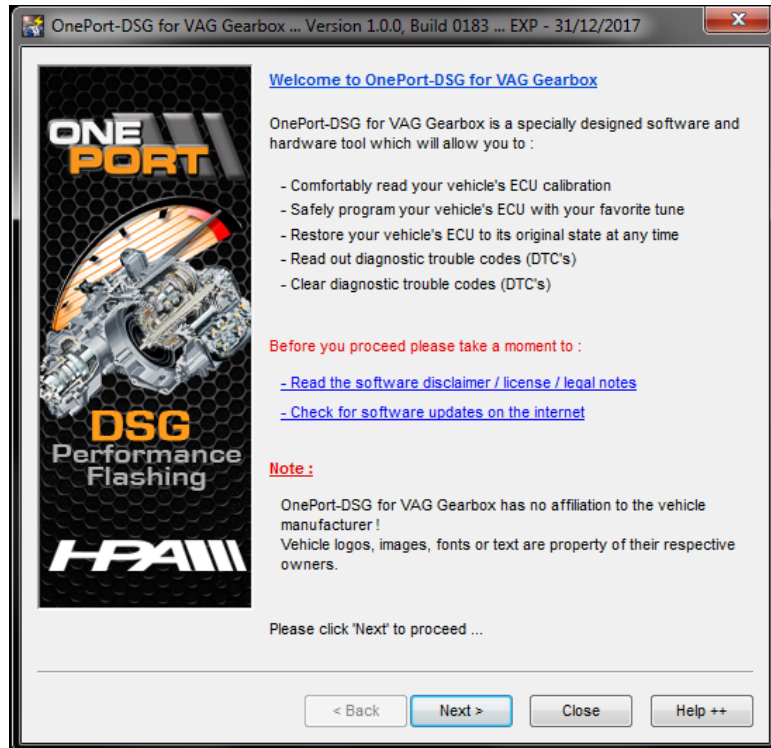 OnePort-DSG for VAG Gearbox ... Version 1.0.0, Build 0183 ... EXP - 31/12/2017
ONE
PORT
DSG
Performance
Flashing
HPA
Welcome to OnePort-DSG for VAG Gearbox
OnePort-DSG for VAG Gearbox is a specially designed software and
hardware tool which will allow you to :
- Comfortably read your vehicle's ECU calibration
- Safely program your vehicle's ECU with your favorite tune
- Restore your vehicle's ECU to its original state at any time
- Read out diagnostic trouble codes (DTC's)
- Clear diagnostic trouble codes (DTC's)
Before you proceed please take a moment to :
- Read the software disclaimer / license / legal notes
- Check for software updates on the internet
Note :
OnePort-DSG for VAG Gearbox has no affiliation to the vehicle
manufacturer !
Vehicle logos, images, fonts or text are property of their respective
owners.
Please click 'Next' to proceed ...
< Back
Next >
Close
Help ++